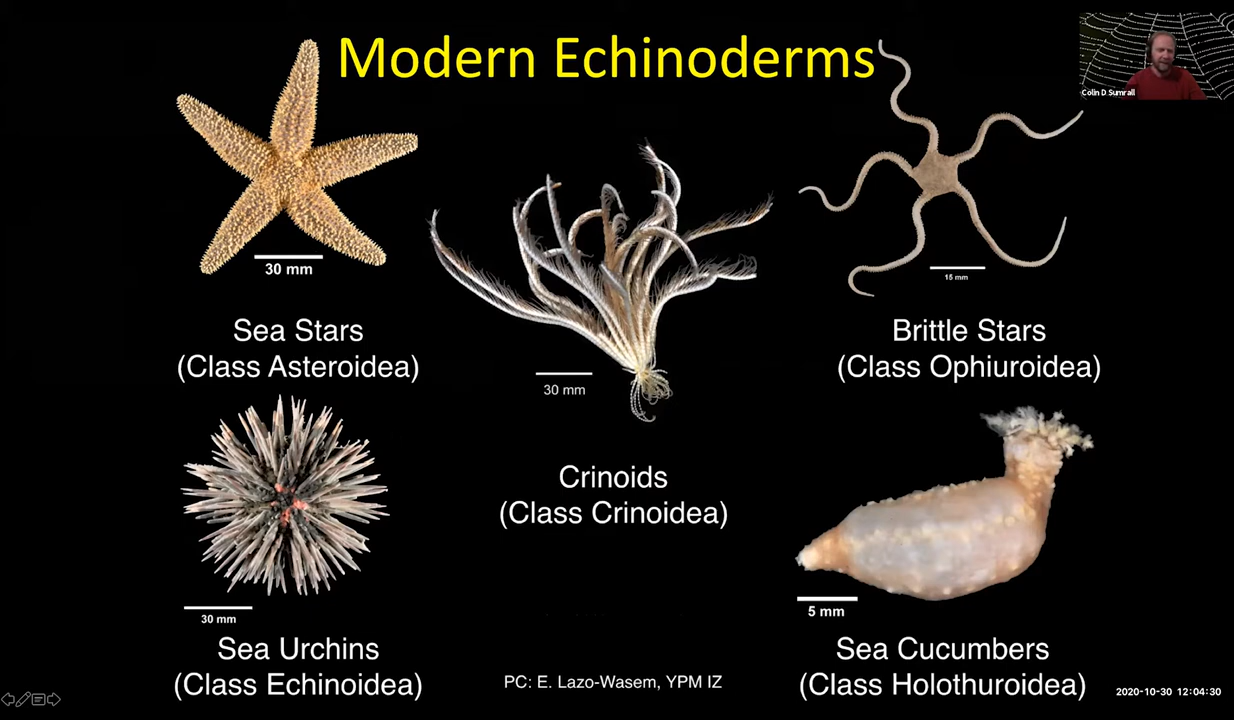 Modern Echinoderms
Colin D Sumrall
30 mm
Sea Stars
(Class Asteroidea)
30 mm
Crinoids
(Class Crinoidea)
15 mm
Brittle Stars
(Class Ophiuroidea)
30 mm
Sea Urchins
(Class Echinoidea)
PC: E. Lazo-Wasem, YPM IZ
5 mm
Sea Cucumbers
(Class Holothuroidea)
2020-10-30 12:04:30